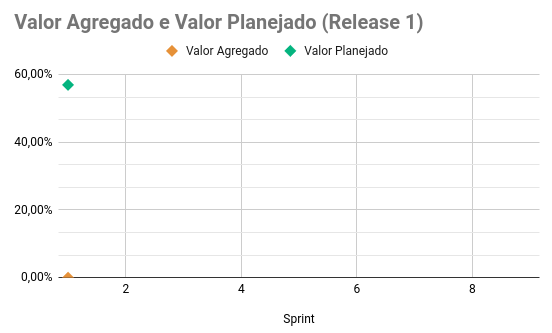 Valor Agregado e Valor Planejado (Release 1)
Valor Agregado Valor Planejado
60,00%
40,00%
20,00%
0,00%
2 4 6 8
Sprint